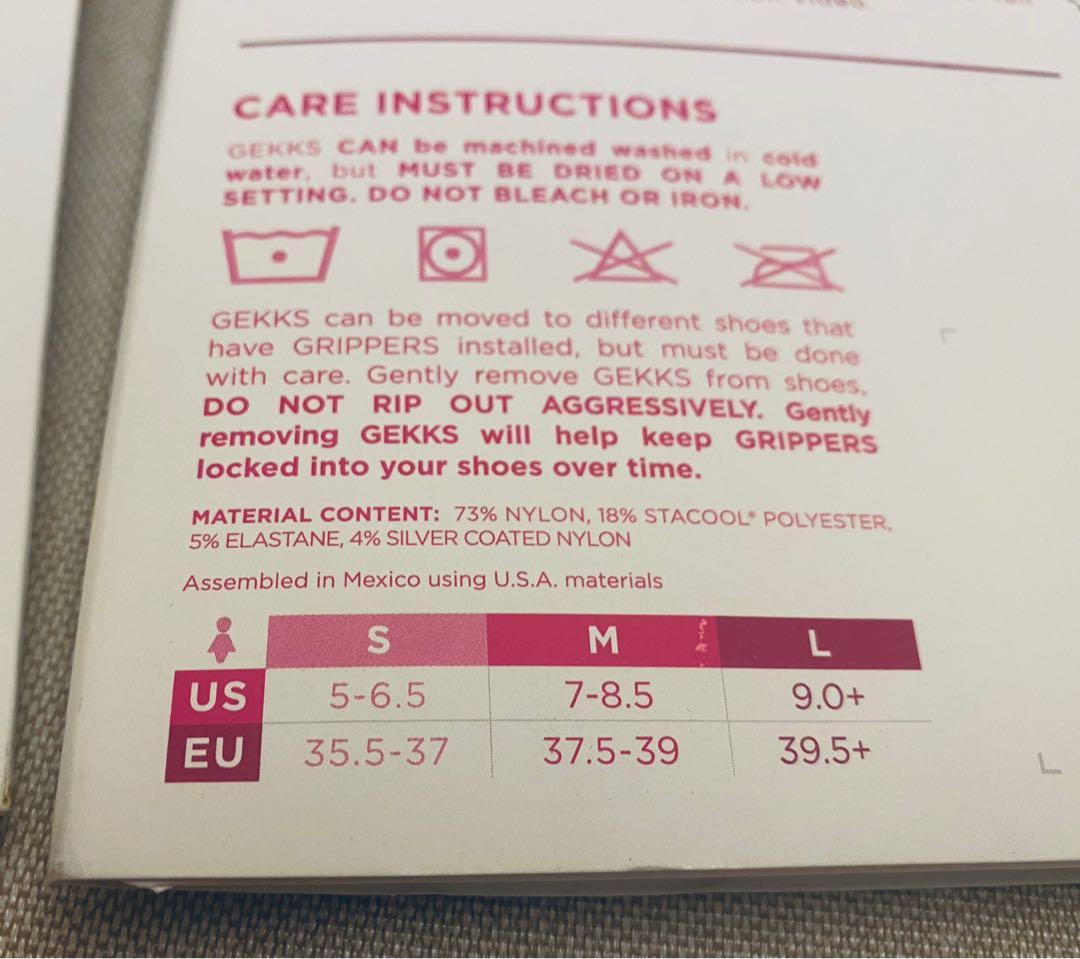 CARE INSTRUCTIONS
GEKKS CAN be machined washed in cold
water, but MUST BE DRIED ON A LOW
SETTING. DO NOT BLEACH OR IRON.
GEKKS can be moved to different shoes that
have GRIPPERS installed, but must be done
with care. Gently remove GEKKS from shoes,
DO NOT RIP OUT AGGRESSIVELY. Gently
removing GEKKS will help keep GRIPPERS
locked into your shoes over time.
MATERIAL CONTENT: 73% NYLON, 18% STACOOL® POLYESTER,
5% ELASTANE, 4% SILVER COATED NYLON
Assembled in Mexico using U.S.A. materials
S M L
US 5-6.5 7-8.5 9.0+
EU 35.5-37 37.5-39 39.5+